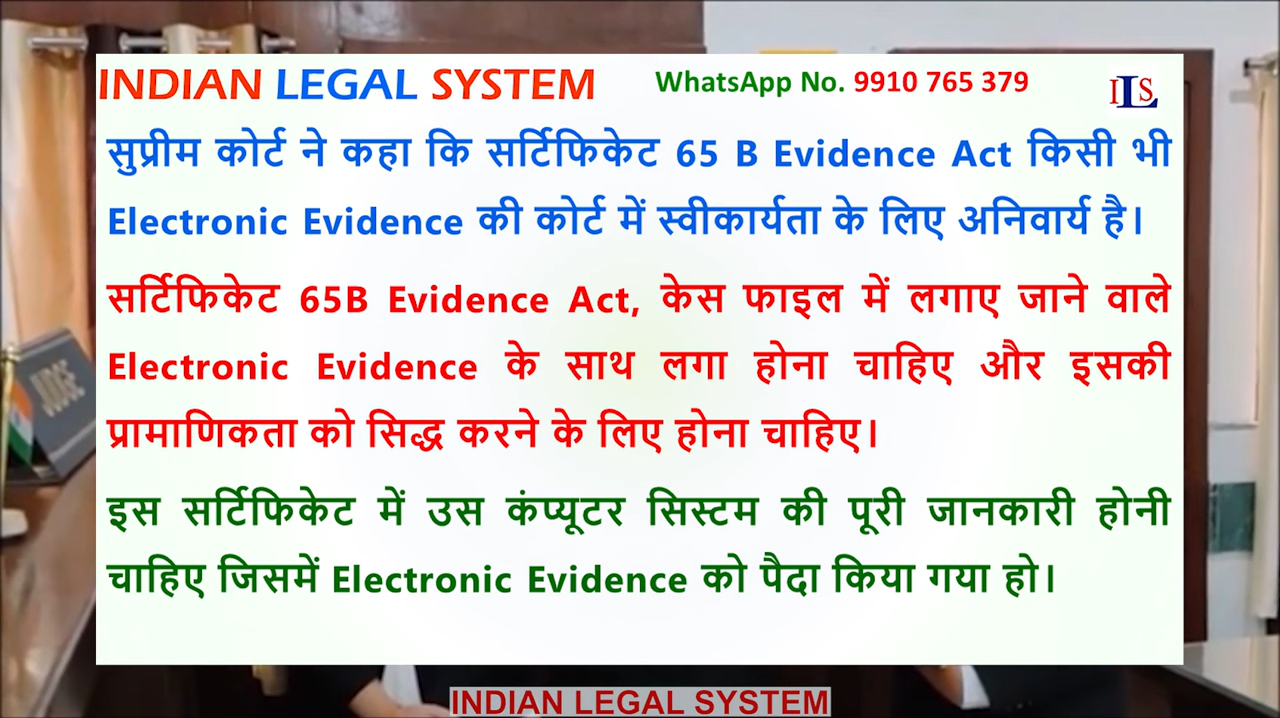 INDIAN LEGAL SYSTEM WhatsApp No. 9910 765 379 ILS
सुप्रीम कोर्ट ने कहा कि सर्टिफिकेट 65 B Evidence Act किसी भी
Electronic Evidence की कोर्ट में स्वीकार्यता के लिए अनिवार्य है।
सर्टिफिकेट 65B Evidence Act, केस फाइल में लगाए जाने वाले
Electronic Evidence के साथ लगा होना चाहिए और इसकी
प्रामाणिकता को सिद्ध करने के लिए होना चाहिए।
इस सर्टिफिकेट में उस कंप्यूटर सिस्टम की पूरी जानकारी होनी
चाहिए जिसमें Electronic Evidence को पैदा किया गया हो।
JUDGE
INDIAN LEGAL SYSTEM